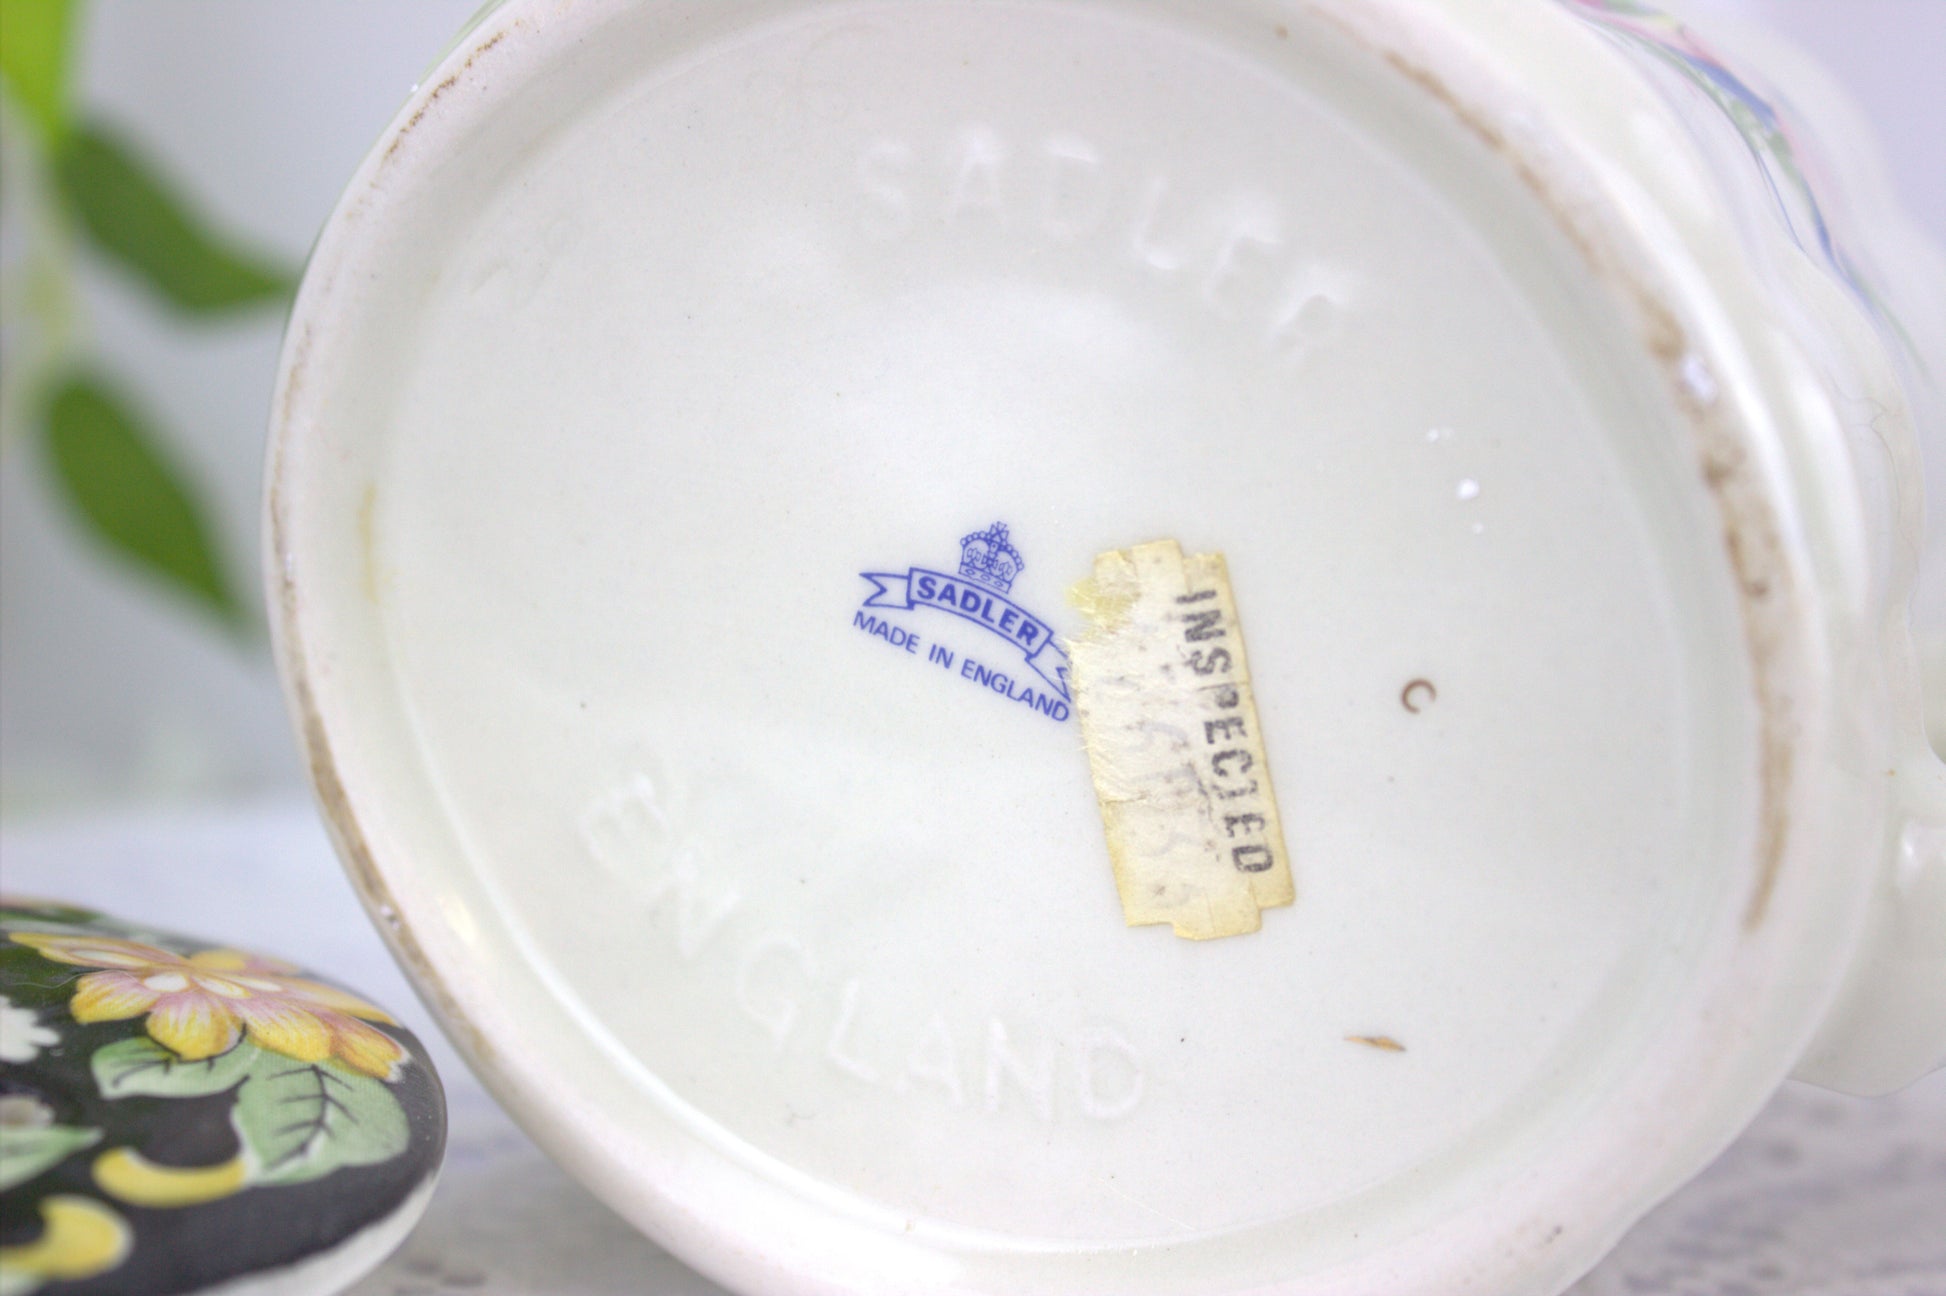 SADLER
SADLER
MADE IN ENGLAND
INSPECTED
C
ENGLAND